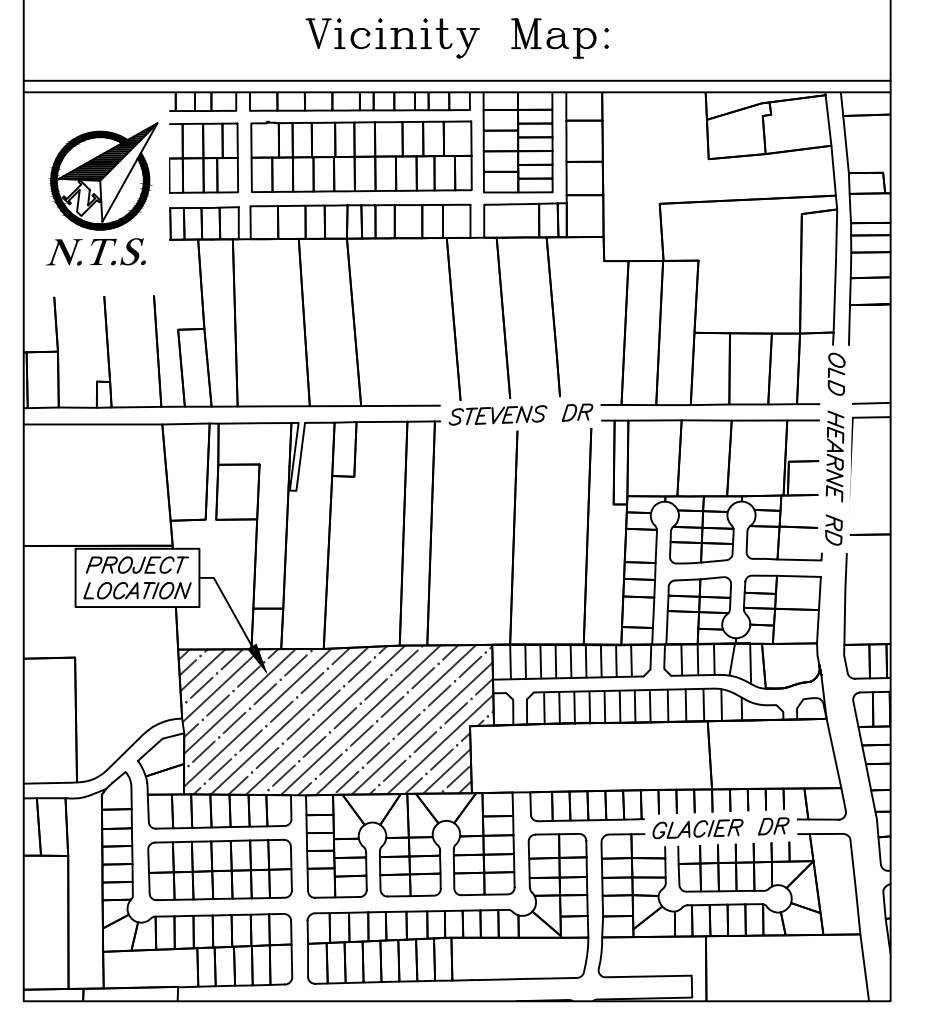 Vicinity Map:
N
N.T.S.
STEVENS DR
OLD HEARNE RD
PROJECT
LOCATION
GLACIER DR